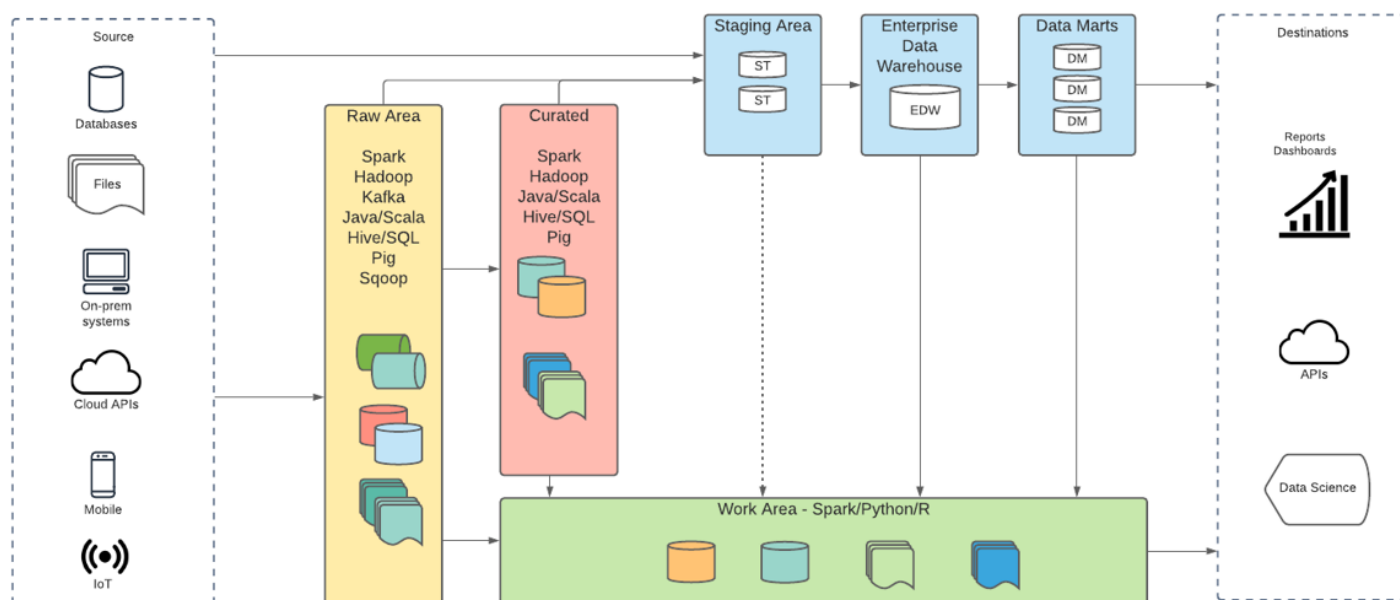 Source
Databases
Files
On-prem
systems
Cloud APIs
Mobile
IoT
Raw Area
Spark
Hadoop
Kafka
Java/Scala
Hive/SQL
Pig
Sqoop
Curated
Spark
Hadoop
Java/Scala
Hive/SQL
Pig
Staging Area
ST
ST
Enterprise
Data
Warehouse
EDW
Data Marts
DM
DM
DM
Work Area - Spark/Python/R
Destinations
Reports
Dashboards
APIs
Data Science